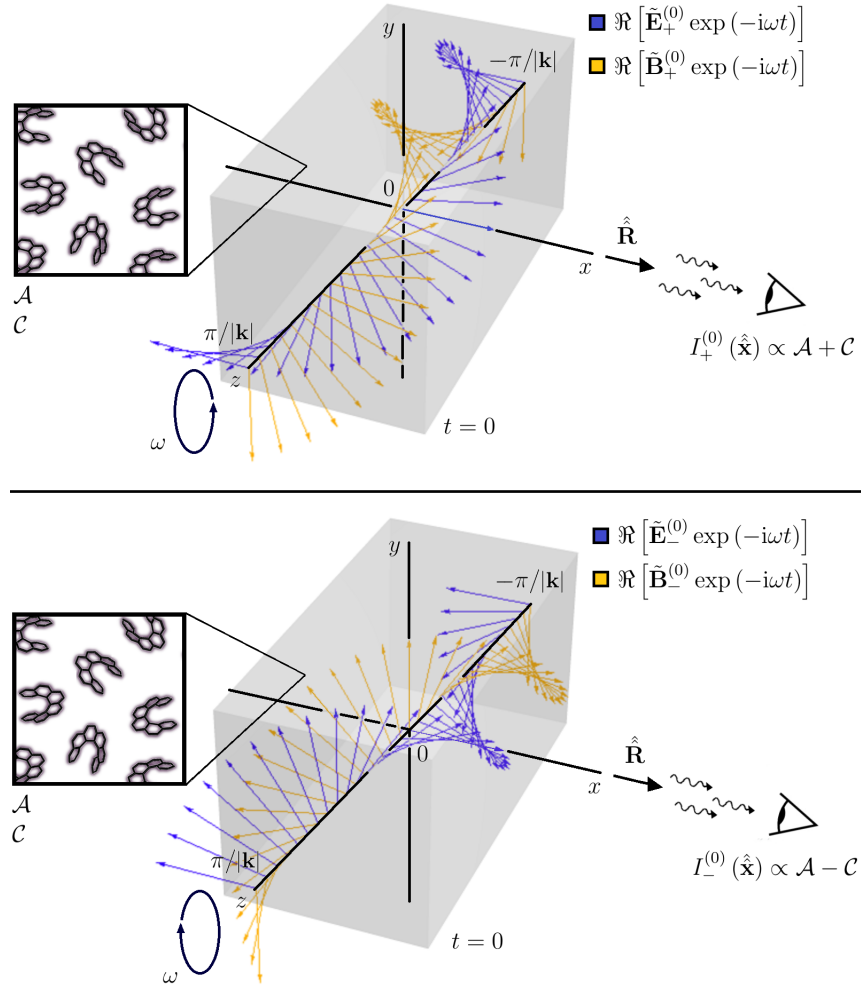 y
ℜ [Ẽ₊⁽⁰⁾ exp (−iωt)]
ℜ [B̃₊⁽⁰⁾ exp (−iωt)]
−π/|k|
0
R̂
x
𝒜
𝒞
π/|k|
z
I₊⁽⁰⁾ (x̂) ∝ 𝒜 + 𝒞
ω
t = 0
y
ℜ [Ẽ₋⁽⁰⁾ exp (−iωt)]
ℜ [B̃₋⁽⁰⁾ exp (−iωt)]
−π/|k|
0
R̂
x
𝒜
𝒞
π/|k|
z
I₋⁽⁰⁾ (x̂) ∝ 𝒜 − 𝒞
ω
t = 0